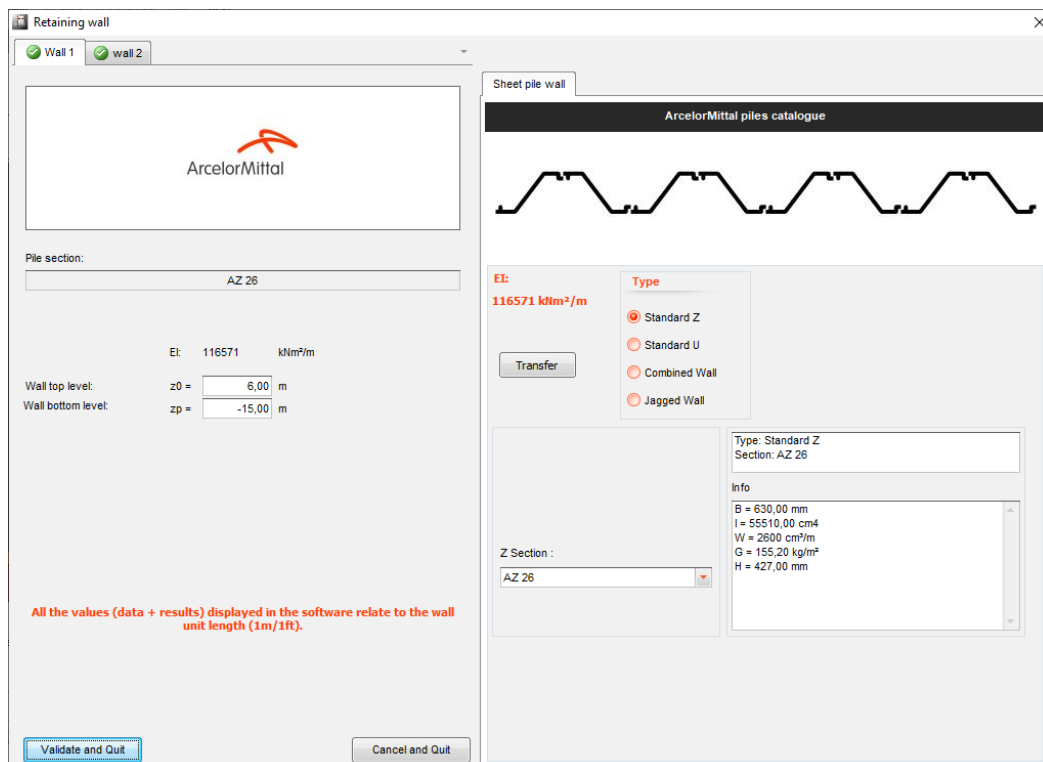 Retaining wall
Wall 1
wall 2
ArcelorMittal
Pile section:
AZ 26
EI: 116571 kNm²/m
Wall top level: z0 = 6,00 m
Wall bottom level: zp = -15,00 m
All the values (data + results) displayed in the software relate to the wall
unit length (1m/1ft).
Validate and Quit
Cancel and Quit
Sheet pile wall
ArcelorMittal piles catalogue
EI:
116571 kNm²/m
Transfer
Type
Standard Z
Standard U
Combined Wall
Jagged Wall
Z Section :
AZ 26
Type: Standard Z
Section: AZ 26
Info
B = 630,00 mm
I = 55510,00 cm4
W = 2600 cm³/m
G = 155,20 kg/m²
H = 427,00 mm